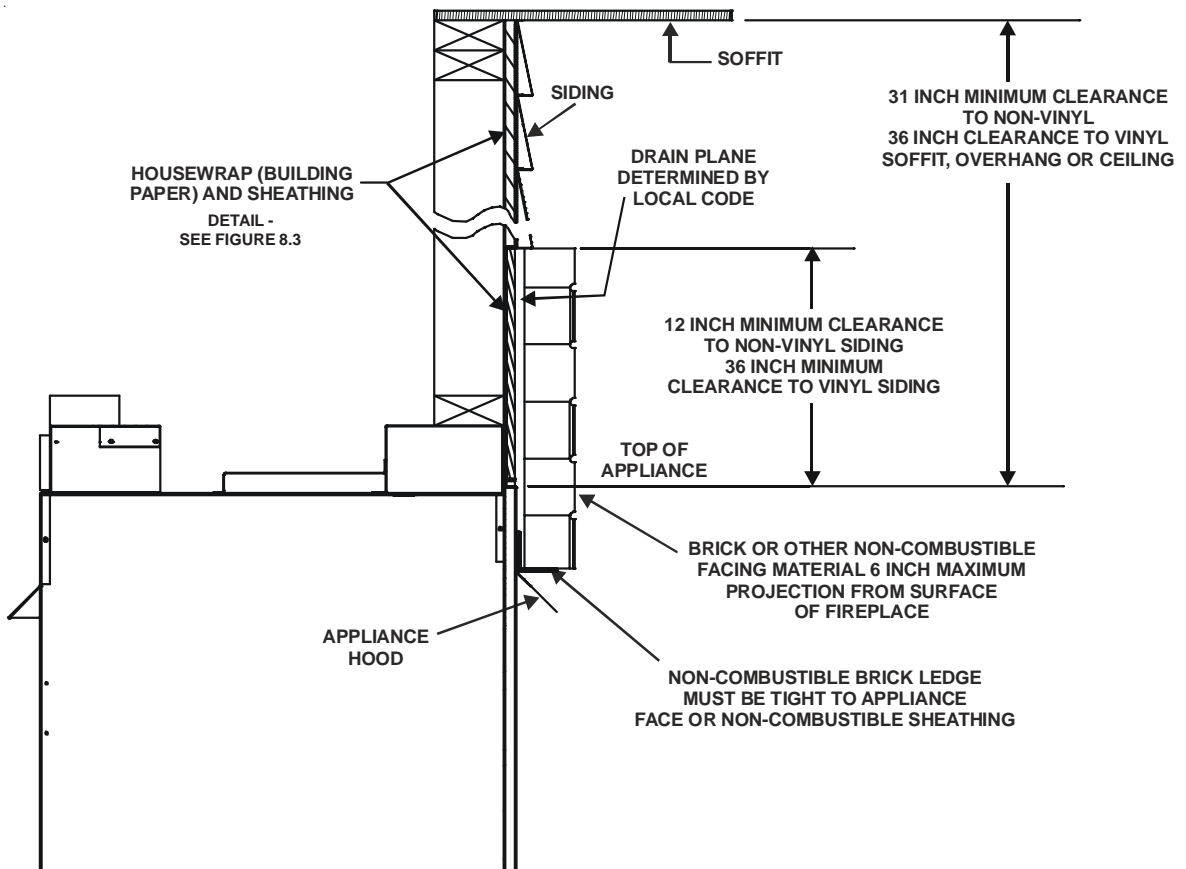 SOFFIT
SIDING
31 INCH MINIMUM CLEARANCE
TO NON-VINYL
36 INCH CLEARANCE TO VINYL
SOFFIT, OVERHANG OR CEILING
HOUSEWRAP (BUILDING
PAPER) AND SHEATHING
DETAIL -
SEE FIGURE 8.3
DRAIN PLANE
DETERMINED BY
LOCAL CODE
12 INCH MINIMUM CLEARANCE
TO NON-VINYL SIDING
36 INCH MINIMUM
CLEARANCE TO VINYL SIDING
TOP OF
APPLIANCE
BRICK OR OTHER NON-COMBUSTIBLE
FACING MATERIAL 6 INCH MAXIMUM
PROJECTION FROM SURFACE
OF FIREPLACE
APPLIANCE
HOOD
NON-COMBUSTIBLE BRICK LEDGE
MUST BE TIGHT TO APPLIANCE
FACE OR NON-COMBUSTIBLE SHEATHING